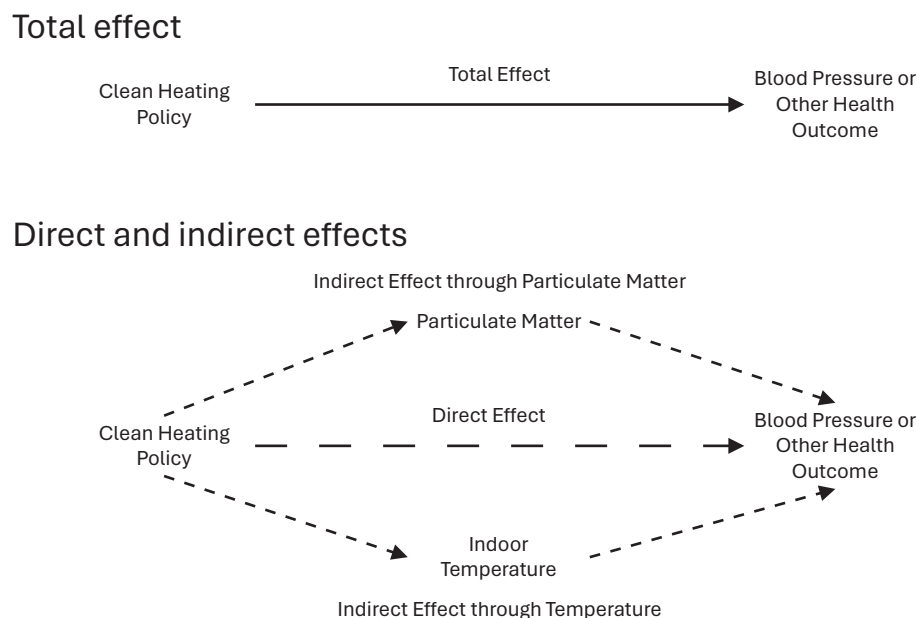 Total effect
Total Effect
Clean Heating
Policy
Blood Pressure or
Other Health
Outcome
Direct and indirect effects
Indirect Effect through Particulate Matter
Particulate Matter
Direct Effect
Clean Heating
Policy
Blood Pressure or
Other Health
Outcome
Indoor
Temperature
Indirect Effect through Temperature